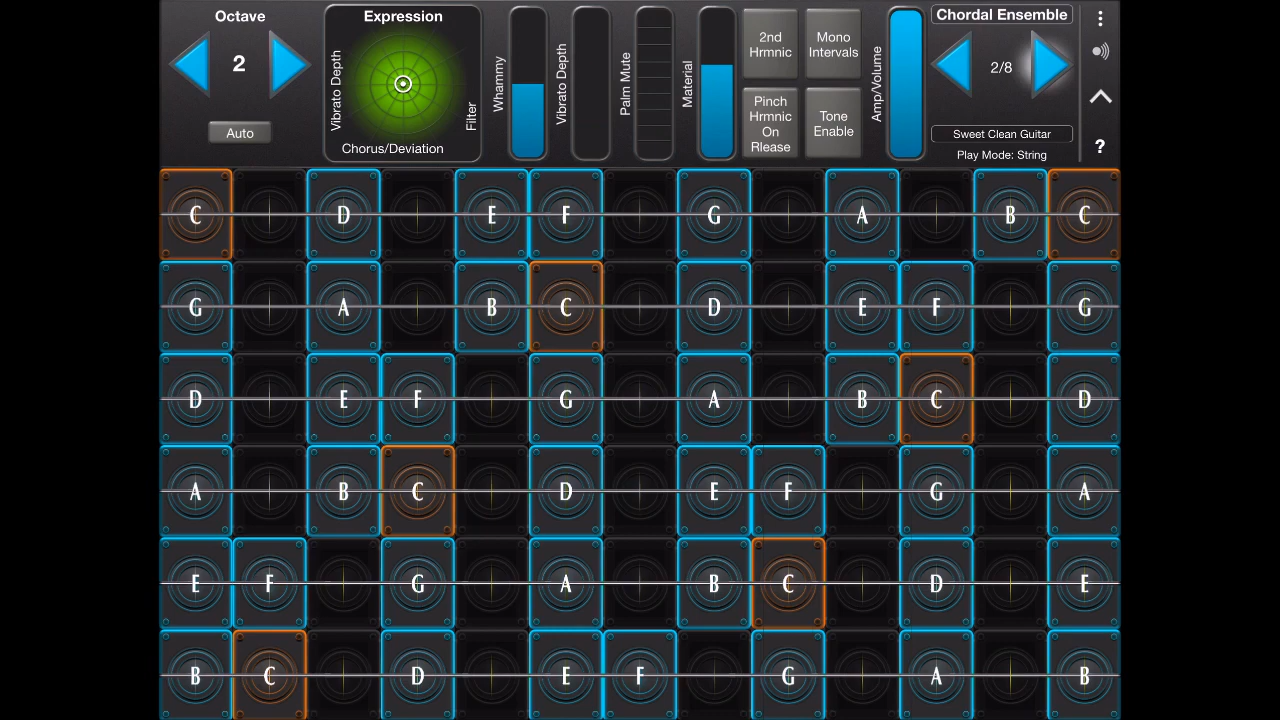 Octave
2
Auto
Expression
Vibrato Depth
Filter
Chorus/Deviation
Whammy
Vibrato Depth
Palm Mute
Material
2nd
Hrmnic
Mono
Intervals
Pinch
Hrmnic
On
Rlease
Tone
Enable
Amp/Volume
Chordal Ensemble
2/8
Sweet Clean Guitar
Play Mode: String
?
C D E F G A B C
G A B C D E F G
D E F G A B C D
A B C D E F G A
E F G A B C D E
B C D E F G A B